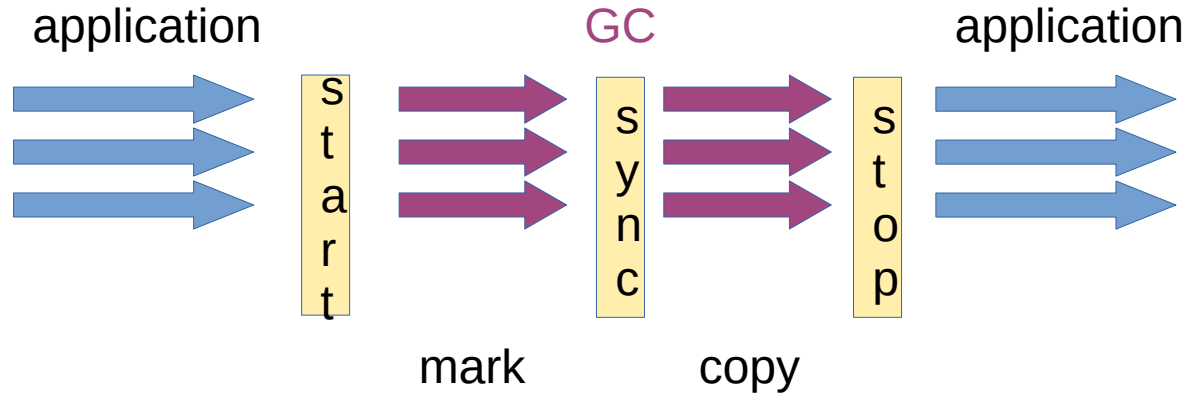 application
GC
application
start
sync
stop
mark
copy